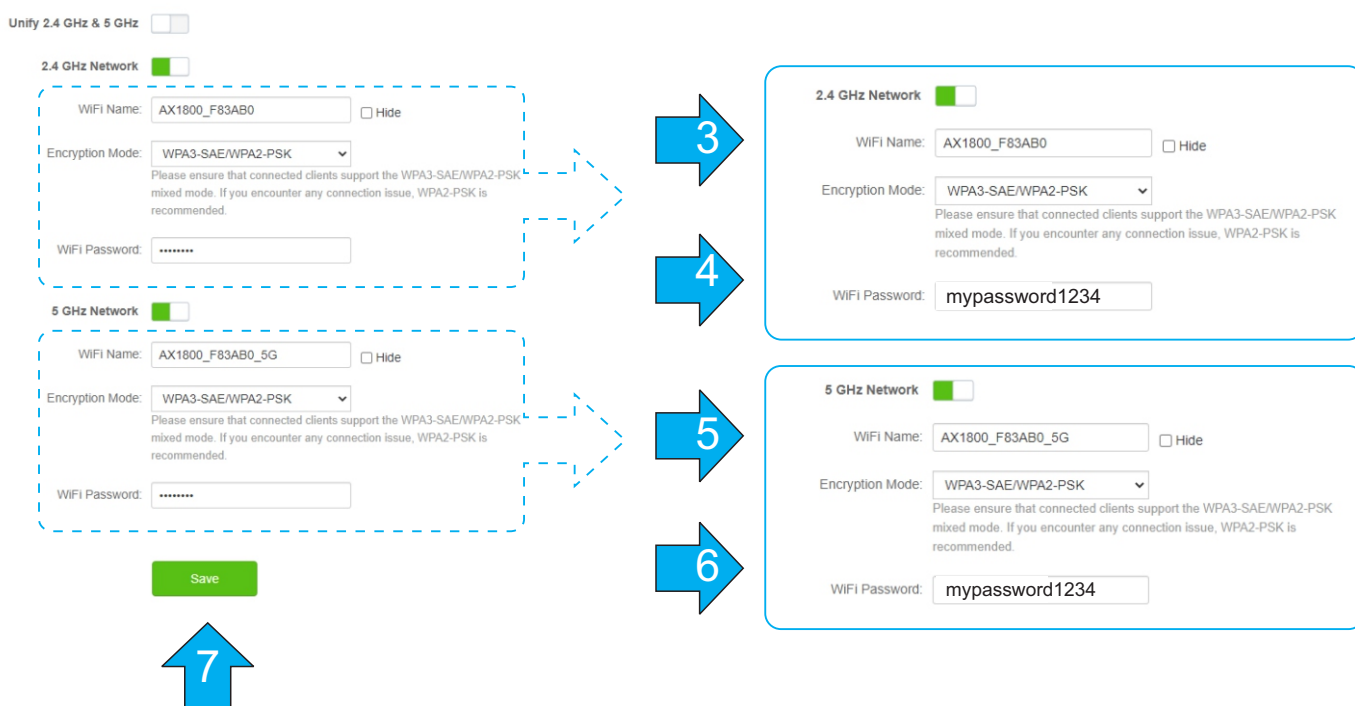 Unify 2.4 GHz & 5 GHz
2.4 GHz Network
WiFi Name: AX1800_F83AB0 Hide
Encryption Mode: WPA3-SAE/WPA2-PSK
Please ensure that connected clients support the WPA3-SAE/WPA2-PSK
mixed mode. If you encounter any connection issue, WPA2-PSK is
recommended.
WiFi Password: ••••••••
5 GHz Network
WiFi Name: AX1800_F83AB0_5G Hide
Encryption Mode: WPA3-SAE/WPA2-PSK
Please ensure that connected clients support the WPA3-SAE/WPA2-PSK
mixed mode. If you encounter any connection issue, WPA2-PSK is
recommended.
WiFi Password: ••••••••
Save
7
3
4
2.4 GHz Network
WiFi Name: AX1800_F83AB0 Hide
Encryption Mode: WPA3-SAE/WPA2-PSK
Please ensure that connected clients support the WPA3-SAE/WPA2-PSK
mixed mode. If you encounter any connection issue, WPA2-PSK is
recommended.
WiFi Password: mypassword1234
5
6
5 GHz Network
WiFi Name: AX1800_F83AB0_5G Hide
Encryption Mode: WPA3-SAE/WPA2-PSK
Please ensure that connected clients support the WPA3-SAE/WPA2-PSK
mixed mode. If you encounter any connection issue, WPA2-PSK is
recommended.
WiFi Password: mypassword1234